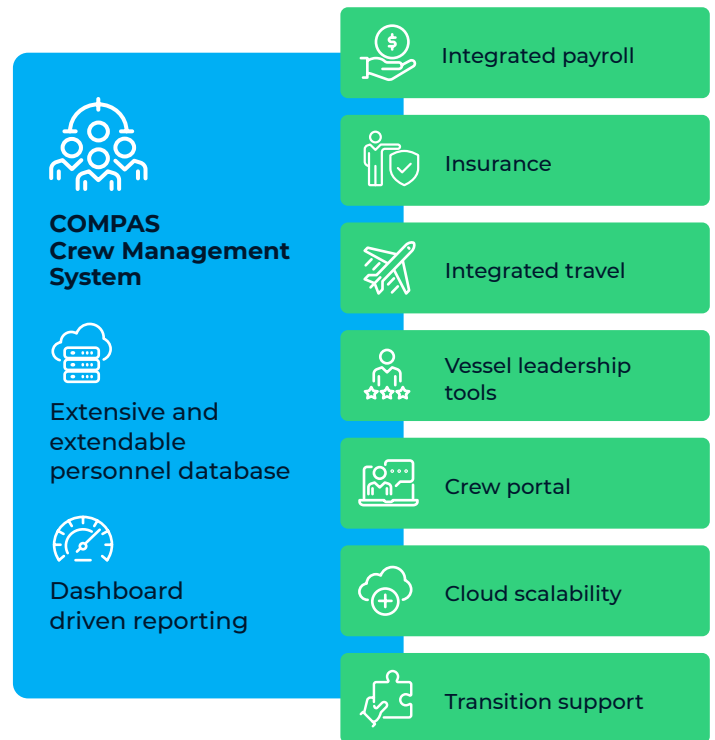 COMPAS
Crew Management
System
Extensive and
extendable
personnel database
Dashboard
driven reporting
$
Integrated payroll
Insurance
Integrated travel
Vessel leadership
tools
Crew portal
Cloud scalability
Transition support